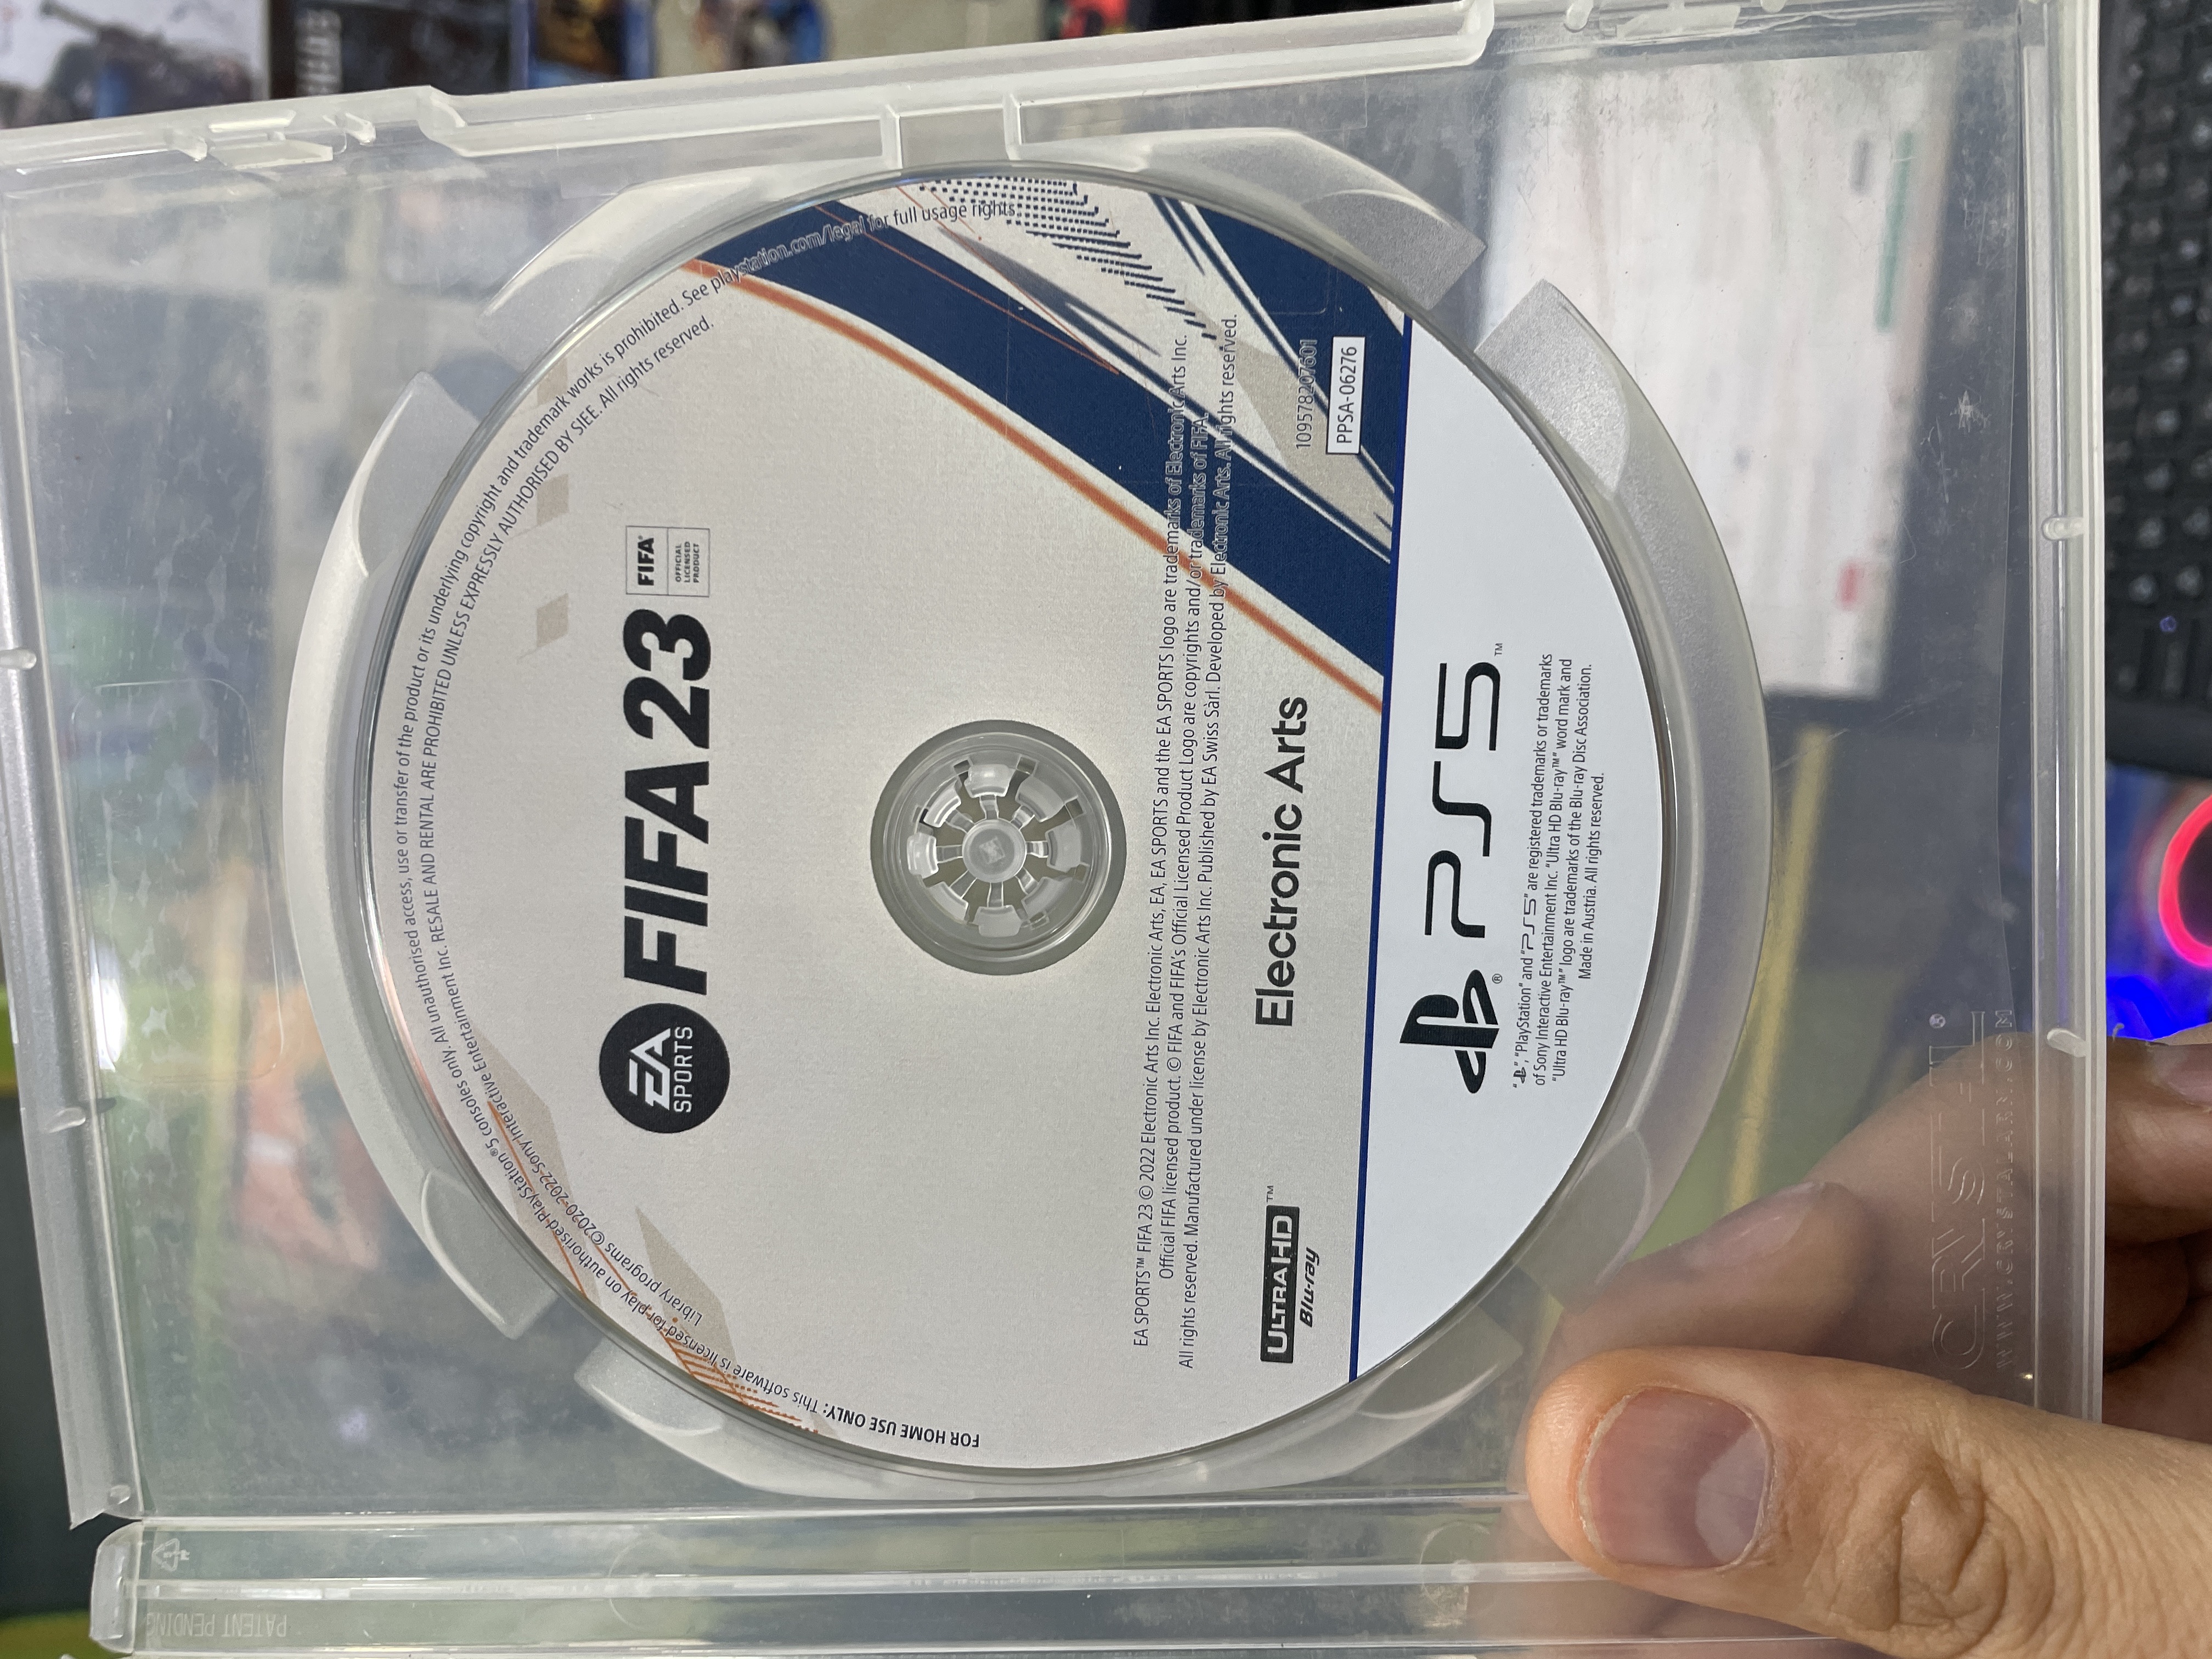 FOR HOME USE ONLY: This software is licensed for play on authorised PlayStation®5 consoles only. All unauthorised access, use or transfer of the product or its underlying copyright and trademark works is prohibited. See playstation.com/legal for full usage rights.
Library programs ©2020-2022 Sony Interactive Entertainment Inc. RESALE AND RENTAL ARE PROHIBITED UNLESS EXPRESSLY AUTHORISED BY SIEE. All rights reserved.
EA
SPORTS
FIFA 23
FIFA®
OFFICIAL
LICENSED
PRODUCT
EA SPORTS™ FIFA 23 © 2022 Electronic Arts Inc. Electronic Arts, EA, EA SPORTS and the EA SPORTS logo are trademarks of Electronic Arts Inc.
Official FIFA licensed product. © FIFA and FIFA's Official Licensed Product Logo are copyrights and/or trademarks of FIFA.
All rights reserved. Manufactured under license by Electronic Arts Inc. Published by EA Swiss Sàrl. Developed by Electronic Arts. All rights reserved.
ULTRA HD™
Blu-ray
Electronic Arts
109578207601
PPSA-06276
® PS5™
"", "PlayStation" and "PS5" are registered trademarks or trademarks
of Sony Interactive Entertainment Inc. "Ultra HD Blu-ray™" word mark and
"Ultra HD Blu-ray™" logo are trademarks of the Blu-ray Disc Association.
Made in Austria. All rights reserved.
CRYSTAL®
WWW.CRYSTALAR.COM
PATENT PENDING